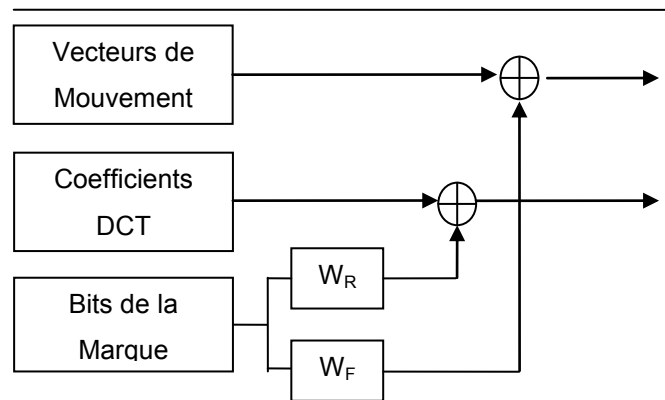 Vecteurs de
Mouvement
Coefficients
DCT
Bits de la
Marque
W_R
W_F